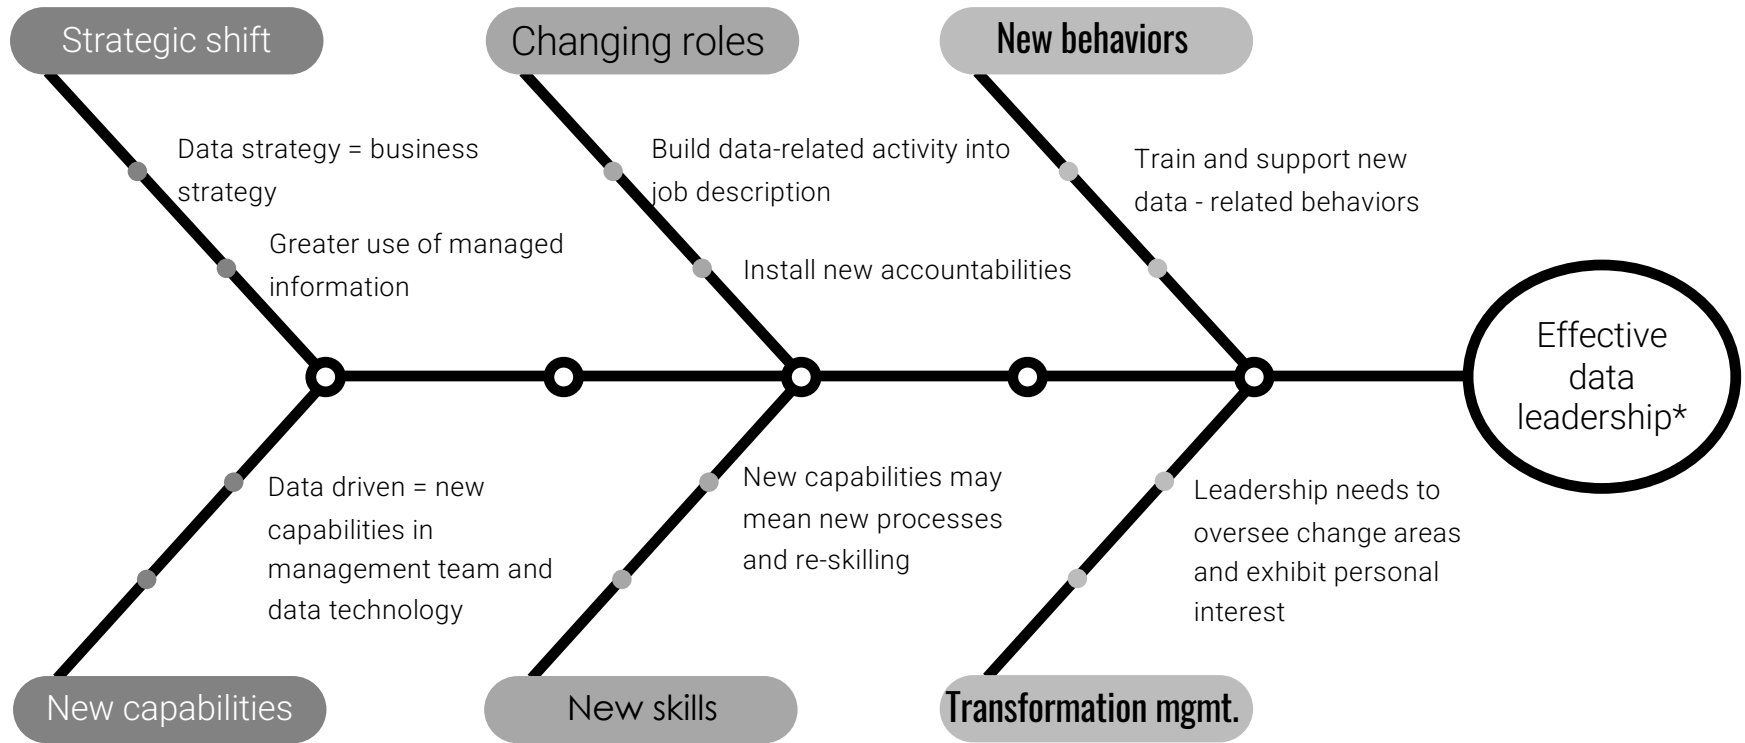 Strategic shift
Changing roles
New behaviors
Data strategy = business
strategy
Greater use of managed
information
Build data-related activity into
job description
Install new accountabilities
Train and support new
data - related behaviors
Effective
data
leadership*
Data driven = new
capabilities in
management team and
data technology
New capabilities may
mean new processes
and re-skilling
Leadership needs to
oversee change areas
and exhibit personal
interest
New capabilities
New skills
Transformation mgmt.